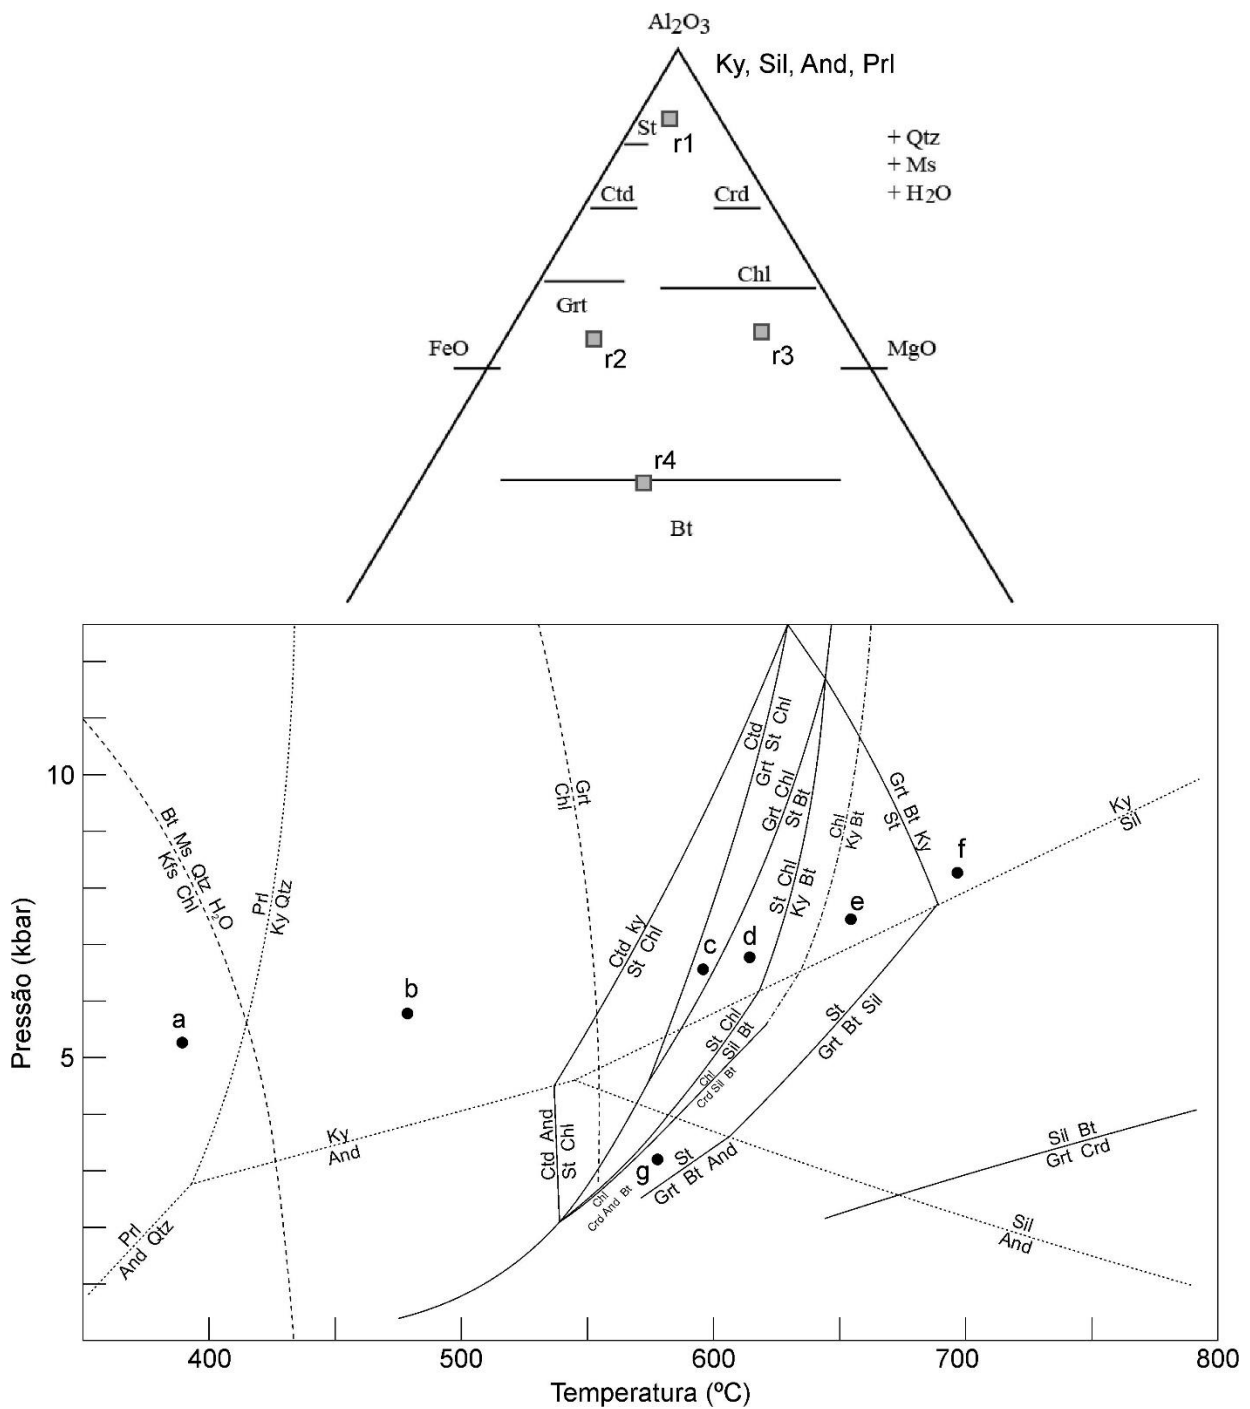 Al2O3
Ky, Sil, And, Prl
St
r1
+ Qtz
+ Ms
+ H2O
Ctd
Crd
Grt
Chl
FeO
r2
r3
MgO
r4
Bt
Pressão (kbar)
10
5
Bt Ms Qtz H2O
Kfs Chl
Prl
Ky Qtz
Grt
Chl
Ctd
Grt St Chl
Grt Chl
St Bt
St Chl
Ky Bt
Chl
Ky Bt
Grt Bt Ky
St
Ky
Sil
Ctd ky
St Chl
a
b
c
d
e
f
g
St Chl
Sil Bt
Chl
Crd Sil Bt
St
Grt Bt Sil
Ky
And
Ctd And
St Chl
Prl
And Qtz
Chl
Crd And Bt
St
Grt Bt And
Sil Bt
Grt Crd
Sil
And
400
500
600
700
800
Temperatura (ºC)